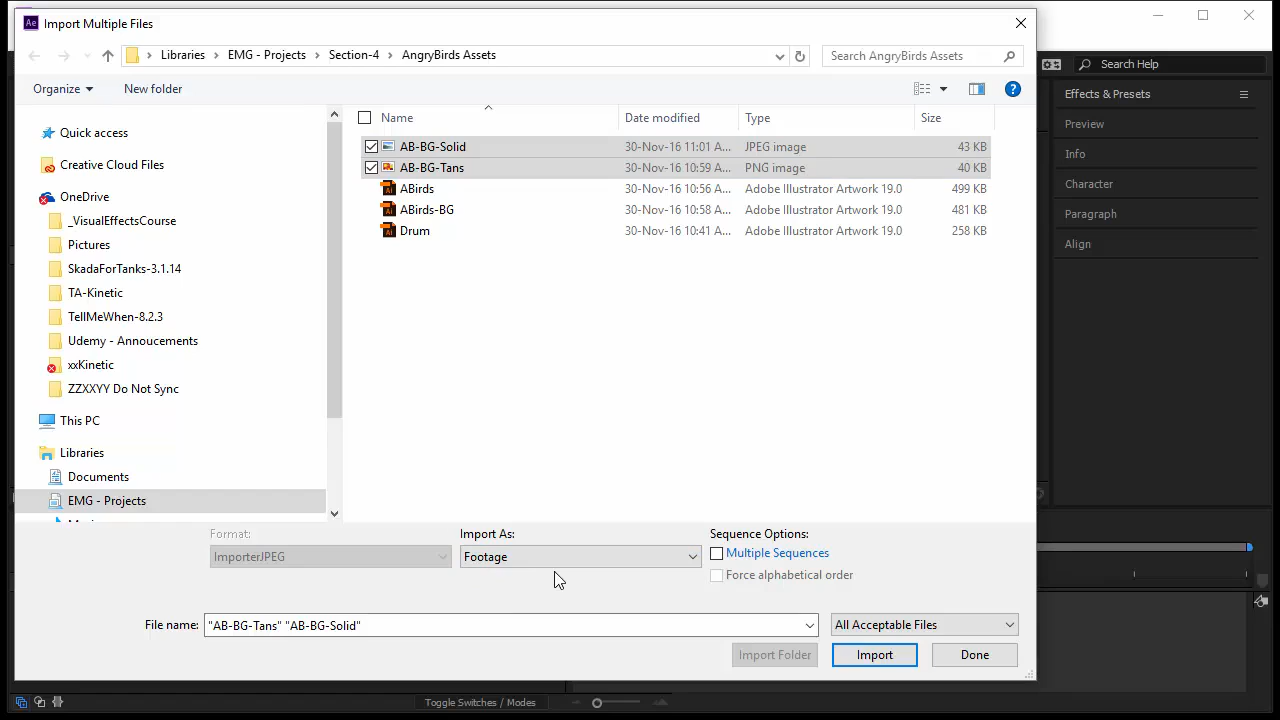 Ae Import Multiple Files
Libraries EMG - Projects Section-4 AngryBirds Assets Search AngryBirds Assets
Search Help
Organize New folder
Effects & Presets
Quick access
Creative Cloud Files
OneDrive
_VisualEffectsCourse
Pictures
SkadaForTanks-3.1.14
TA-Kinetic
TellMeWhen-8.2.3
Udemy - Annoucements
xxKinetic
ZZXXYY Do Not Sync
This PC
Libraries
Documents
EMG - Projects
Name Date modified Type Size
AB-BG-Solid 30-Nov-16 11:01 A... JPEG image 43 KB
AB-BG-Tans 30-Nov-16 10:59 A... PNG image 40 KB
ABirds 30-Nov-16 10:56 A... Adobe Illustrator Artwork 19.0 499 KB
ABirds-BG 30-Nov-16 10:58 A... Adobe Illustrator Artwork 19.0 481 KB
Drum 30-Nov-16 10:41 A... Adobe Illustrator Artwork 19.0 258 KB
Preview
Info
Character
Paragraph
Align
Format: Import As: Sequence Options:
ImporterJPEG Footage Multiple Sequences
Force alphabetical order
File name: "AB-BG-Tans" "AB-BG-Solid" All Acceptable Files
Import Folder Import Done
Toggle Switches / Modes